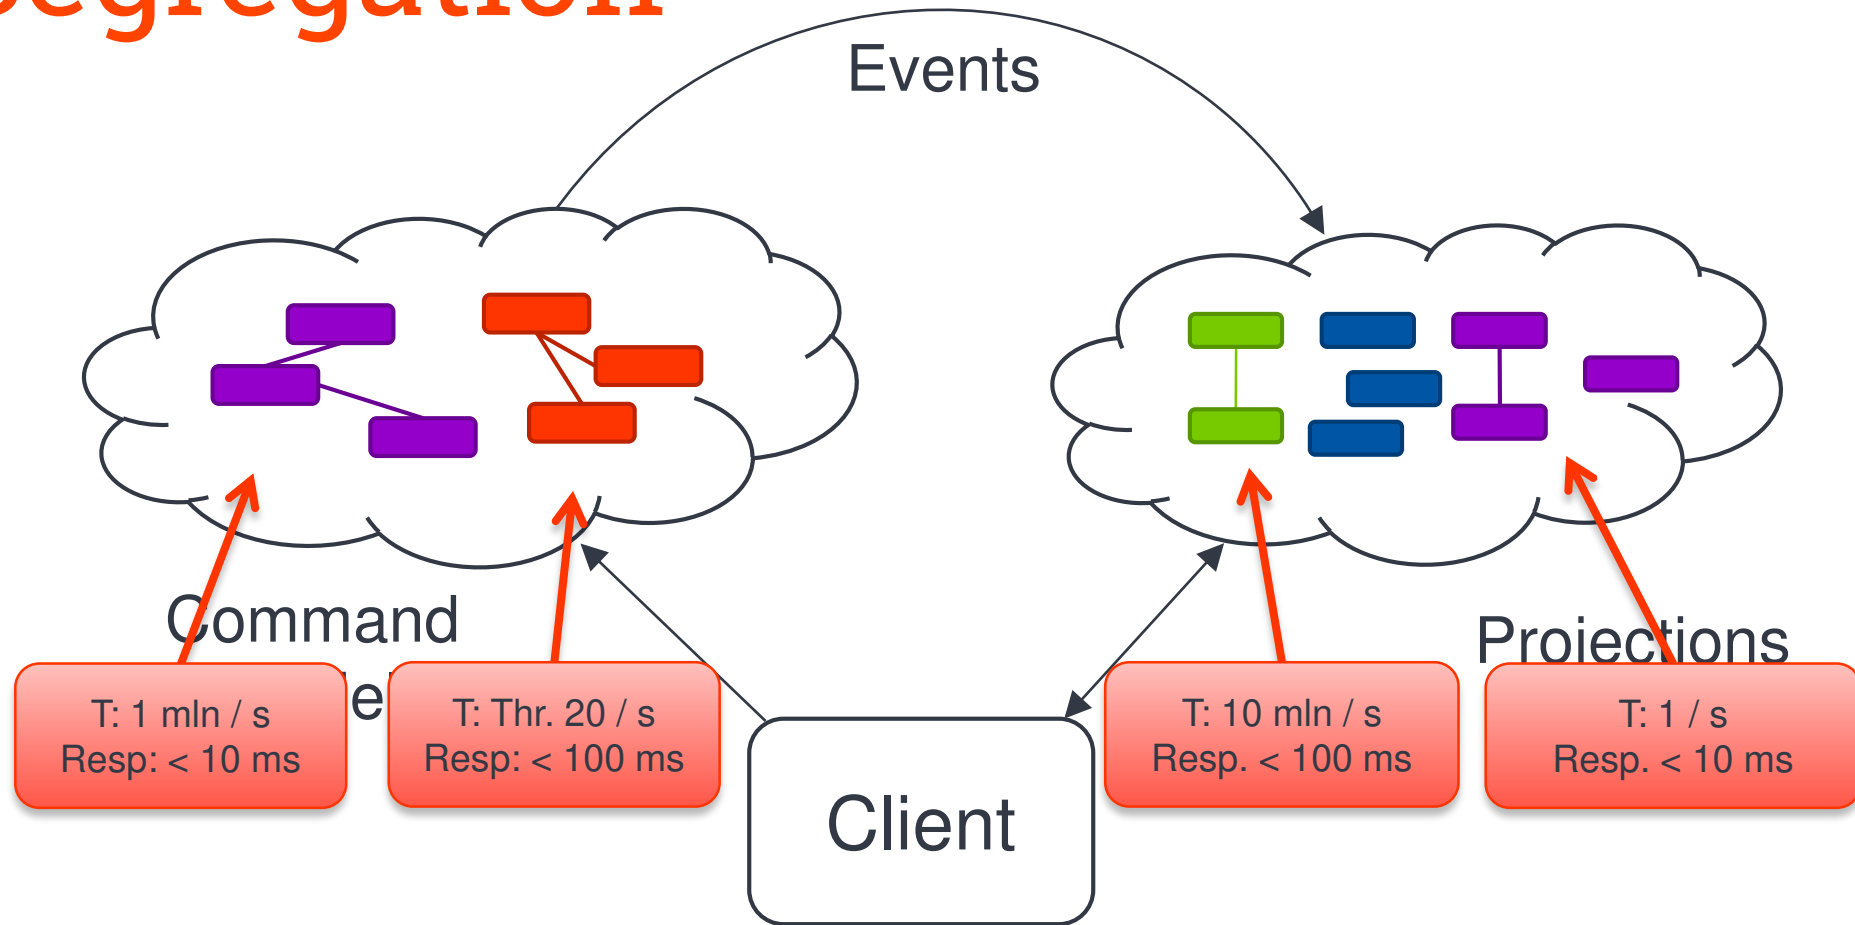 segregation
Events
Command
Projections
T: 1 mln / s
Resp: < 10 ms
T: Thr. 20 / s
Resp: < 100 ms
T: 10 mln / s
Resp. < 100 ms
T: 1 / s
Resp. < 10 ms
Client